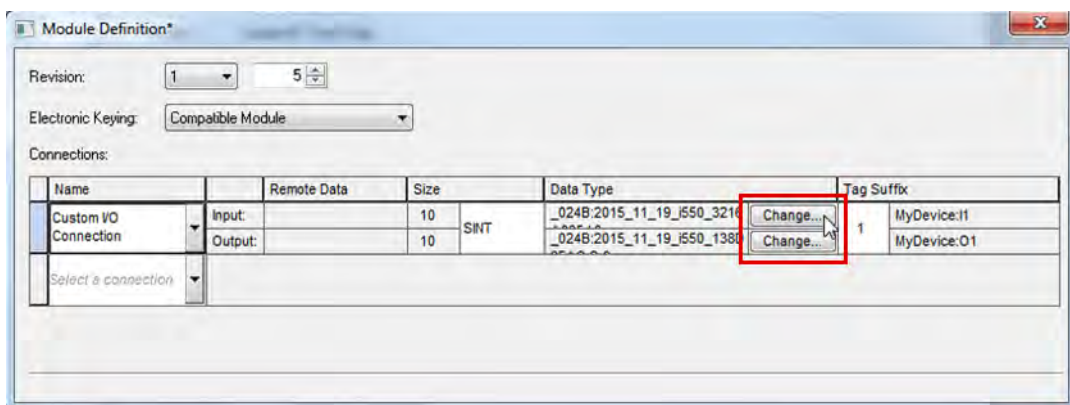 Module Definition*
Revision: 1 5
Electronic Keying: Compatible Module
Connections:
Name Remote Data Size Data Type Tag Suffix
Custom I/O Connection Input: 10 SINT _024B:2015_11_19_i550_3216 Change... 1 MyDevice:I1
Output: 10 _024B:2015_11_19_i550_138D Change... MyDevice:O1
Select a connection